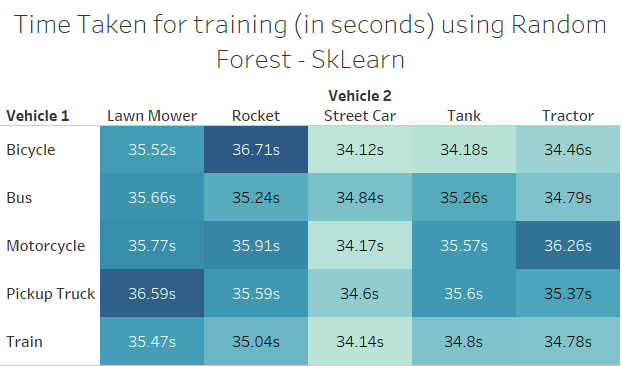 Time Taken for training (in seconds) using Random
Forest - SkLearn
Vehicle 2
Vehicle 1 Lawn Mower Rocket Street Car Tank Tractor
Bicycle 35.52s 36.71s 34.12s 34.18s 34.46s
Bus 35.66s 35.24s 34.84s 35.26s 34.79s
Motorcycle 35.77s 35.91s 34.17s 35.57s 36.26s
Pickup Truck 36.59s 35.59s 34.6s 35.6s 35.37s
Train 35.47s 35.04s 34.14s 34.8s 34.78s